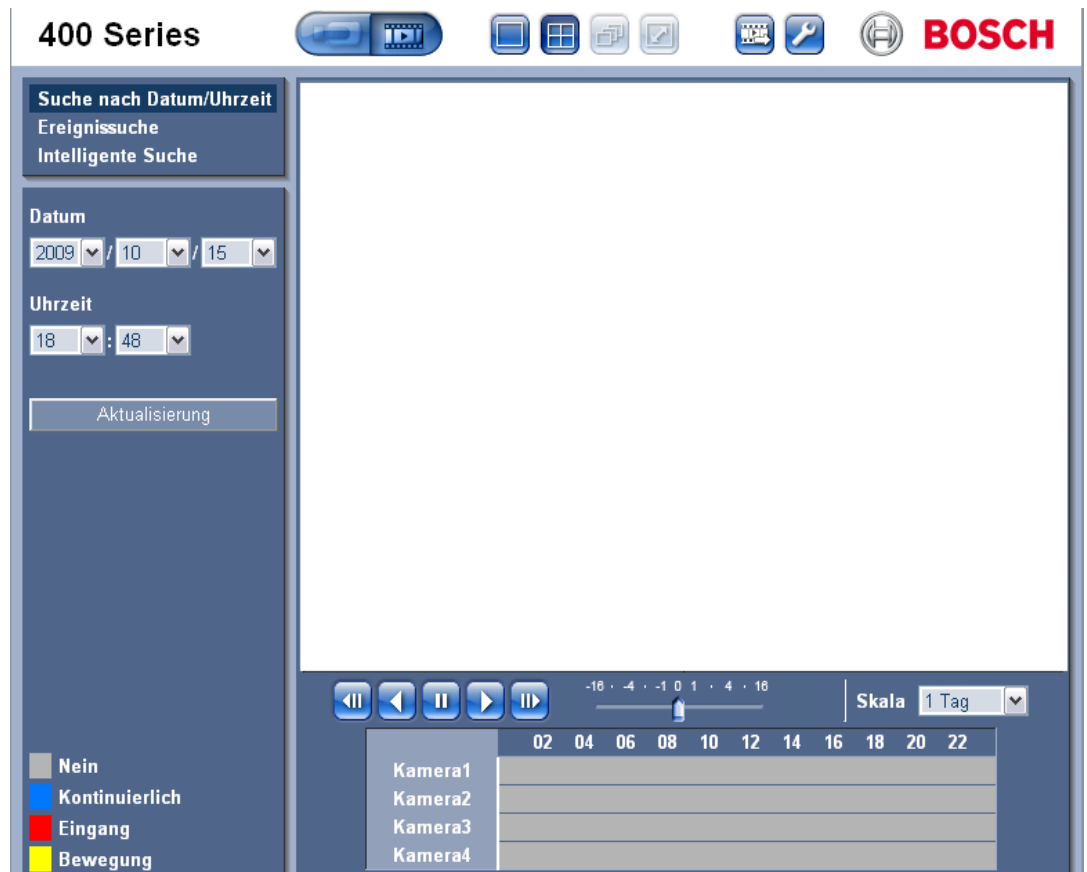 400 Series
BOSCH
Suche nach Datum/Uhrzeit
Ereignissuche
Intelligente Suche
Datum
2009 / 10 / 15
Uhrzeit
18 : 48
Aktualisierung
-16 · -4 · -1 0 1 · 4 · 16
Skala 1 Tag
02 04 06 08 10 12 14 16 18 20 22
Kamera1
Kamera2
Kamera3
Kamera4
Nein
Kontinuierlich
Eingang
Bewegung